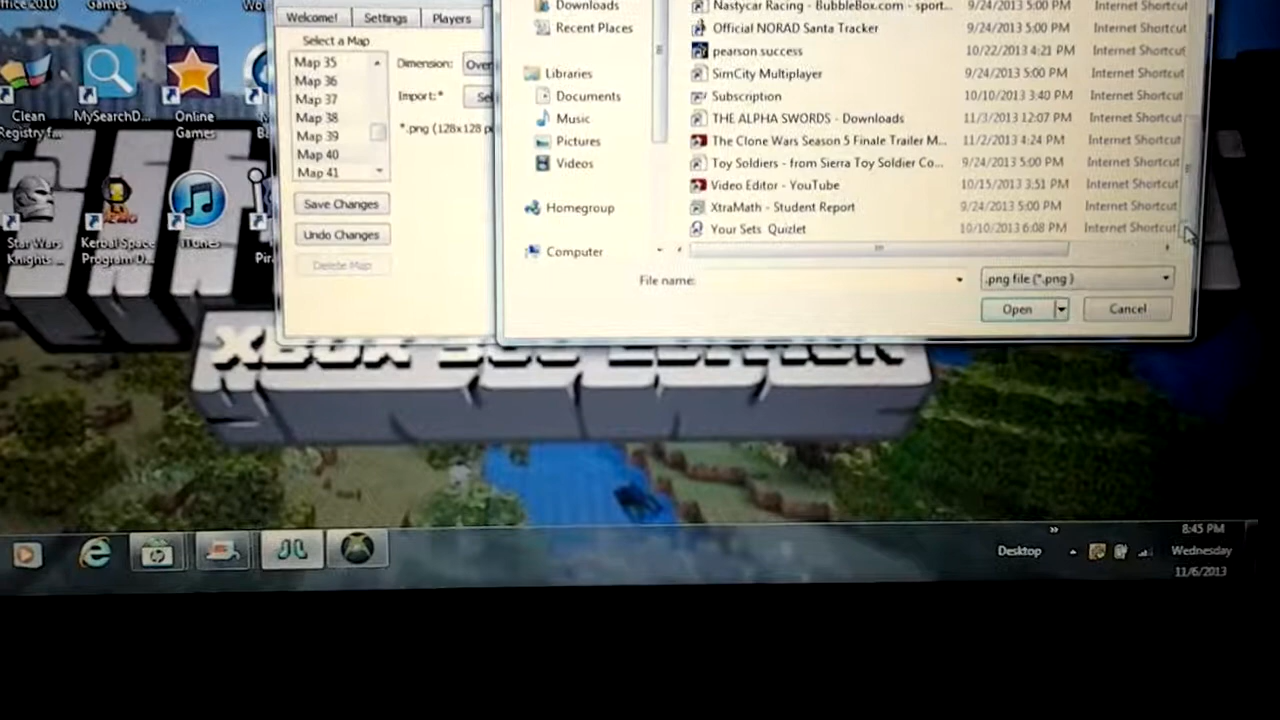 Office 2010
Games
Welcome!
Settings
Players
Select a Map
Map 35
Map 36
Map 37
Map 38
Map 39
Map 40
Map 41
Dimension:
Import:*
*.png (128x128
Save Changes
Undo Changes
Delete Map
Clean
Registry f...
MySearchD...
Online
Games
Star Wars
Knights ...
Kerbal Space
Program D...
iTunes
Downloads
Recent Places
Libraries
Documents
Music
Pictures
Videos
Homegroup
Computer
Nastycar Racing - BubbleBox.com - sport... 9/24/2013 5:00 PM Internet Shortcut
Official NORAD Santa Tracker 9/24/2013 5:00 PM Internet Shortcut
pearson success 10/22/2013 4:21 PM Internet Shortcut
SimCity Multiplayer 9/24/2013 5:00 PM Internet Shortcut
Subscription 10/10/2013 3:40 PM Internet Shortcut
THE ALPHA SWORDS - Downloads 11/3/2013 12:07 PM Internet Shortcut
The Clone Wars Season 5 Finale Trailer M... 11/2/2013 4:24 PM Internet Shortcut
Toy Soldiers - from Sierra Toy Soldier Co... 9/24/2013 5:00 PM Internet Shortcut
Video Editor - YouTube 10/15/2013 3:51 PM Internet Shortcut
XtraMath - Student Report 9/24/2013 5:00 PM Internet Shortcut
Your Sets Quizlet 10/10/2013 6:08 PM Internet Shortcut
File name:
.png file (*.png )
Open
Cancel
XBOX 360 EDITION
Desktop
»
8:45 PM
Wednesday
11/6/2013